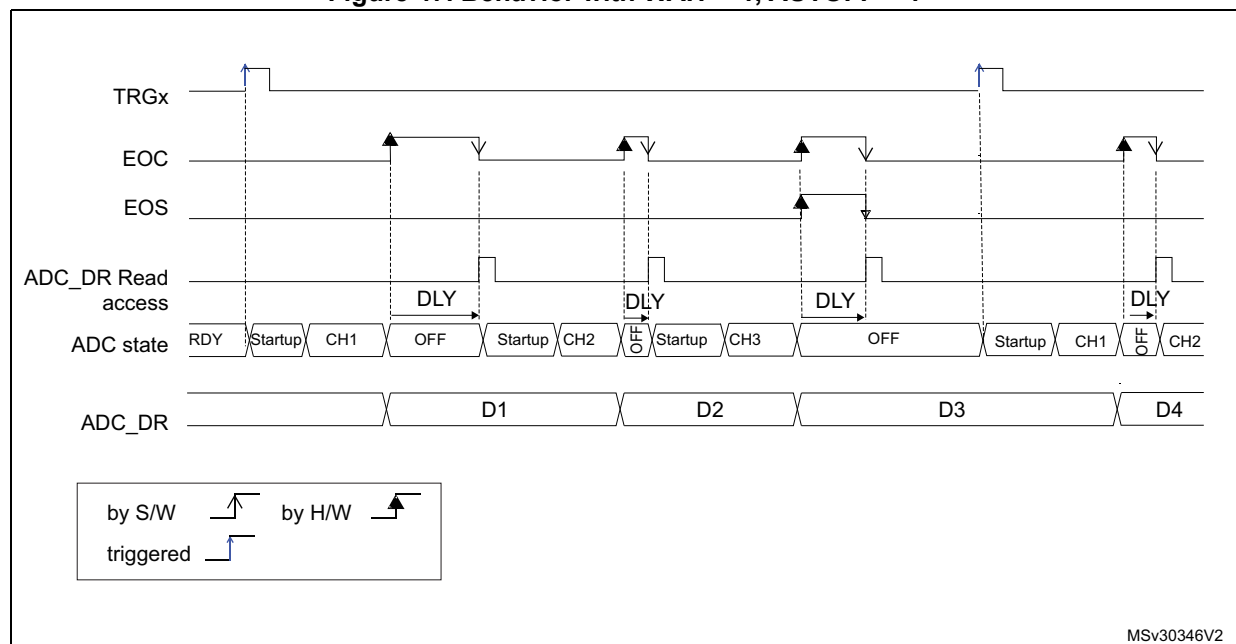 TRGx
EOC
EOS
ADC_DR Read
access
DLY DLY DLY DLY
ADC state RDY Startup CH1 OFF Startup CH2 OFF Startup CH3 OFF Startup CH1 OFF CH2
ADC_DR D1 D2 D3 D4
by S/W by H/W
triggered
MSv30346V2